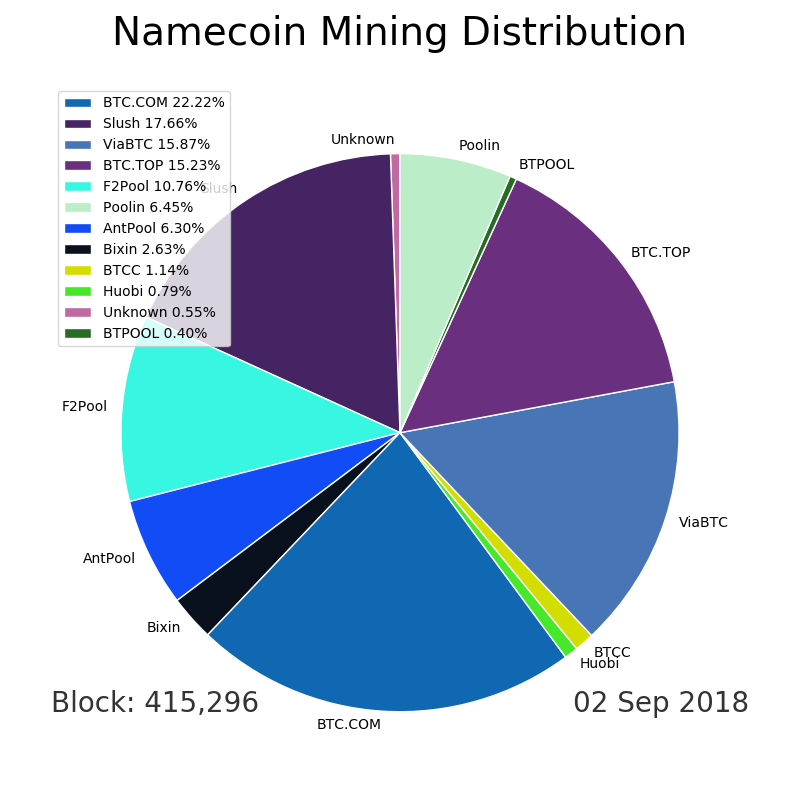 Namecoin Mining Distribution
BTC.COM 22.22%
Slush 17.66%
ViaBTC 15.87%
BTC.TOP 15.23%
F2Pool 10.76%
Poolin 6.45%
AntPool 6.30%
Bixin 2.63%
BTCC 1.14%
Huobi 0.79%
Unknown 0.55%
BTPOOL 0.40%
Unknown
Poolin
BTPOOL
Slush
BTC.TOP
F2Pool
ViaBTC
AntPool
Bixin
BTCC
Huobi
BTC.COM
Block: 415,296
02 Sep 2018